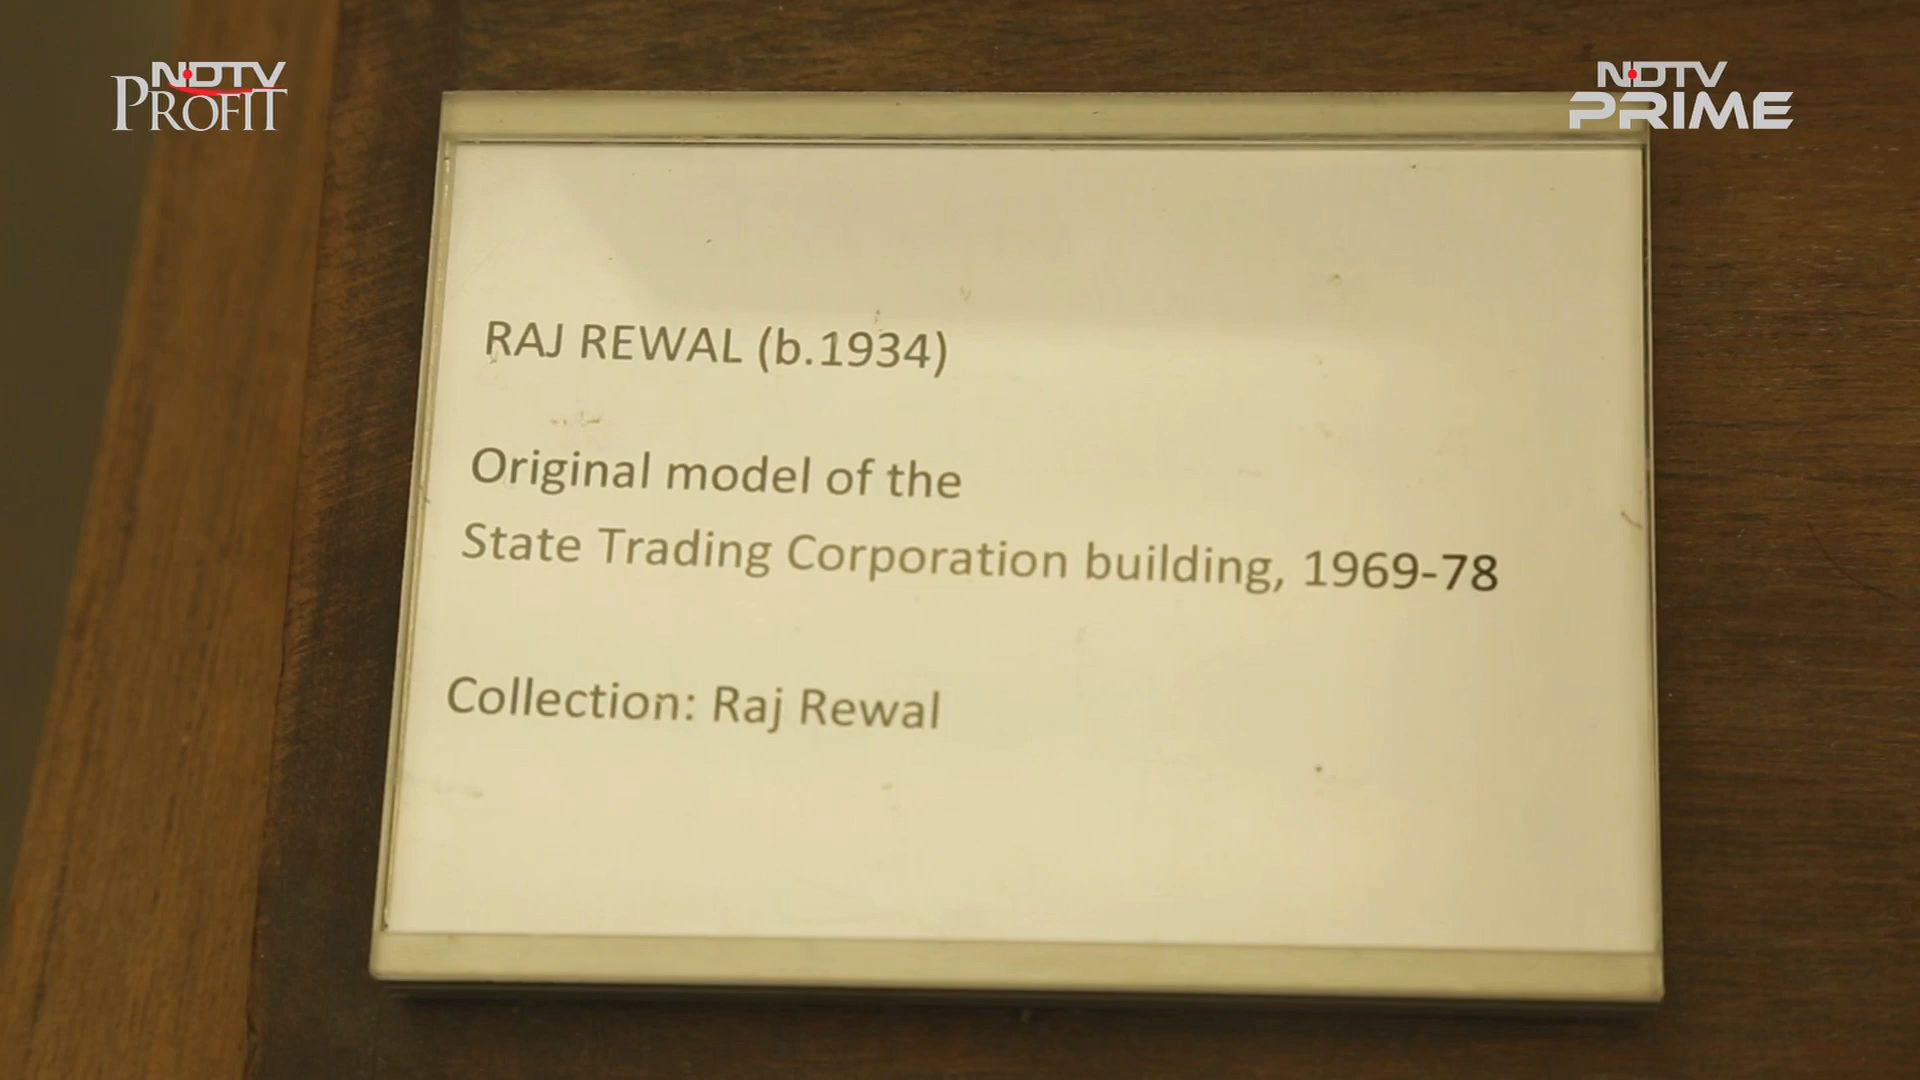 NDTV
PROFIT
NDTV
PRIME
RAJ REWAL (b.1934)
Original model of the
State Trading Corporation building, 1969-78
Collection: Raj Rewal